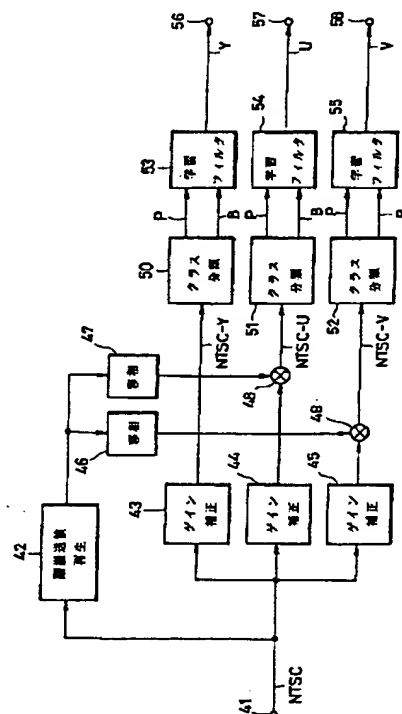 42
副搬送波
再生
46
移相
47
移相
41
NTSC
43
ゲイン
補正
44
ゲイン
補正
45
ゲイン
補正
48
48
NTSC-Y
NTSC-U
NTSC-V
50
クラス
分類
51
クラス
分類
52
クラス
分類
P
B
P
B
P
B
53
学習
フィルタ
54
学習
フィルタ
55
学習
フィルタ
Y
U
V
56
57
58